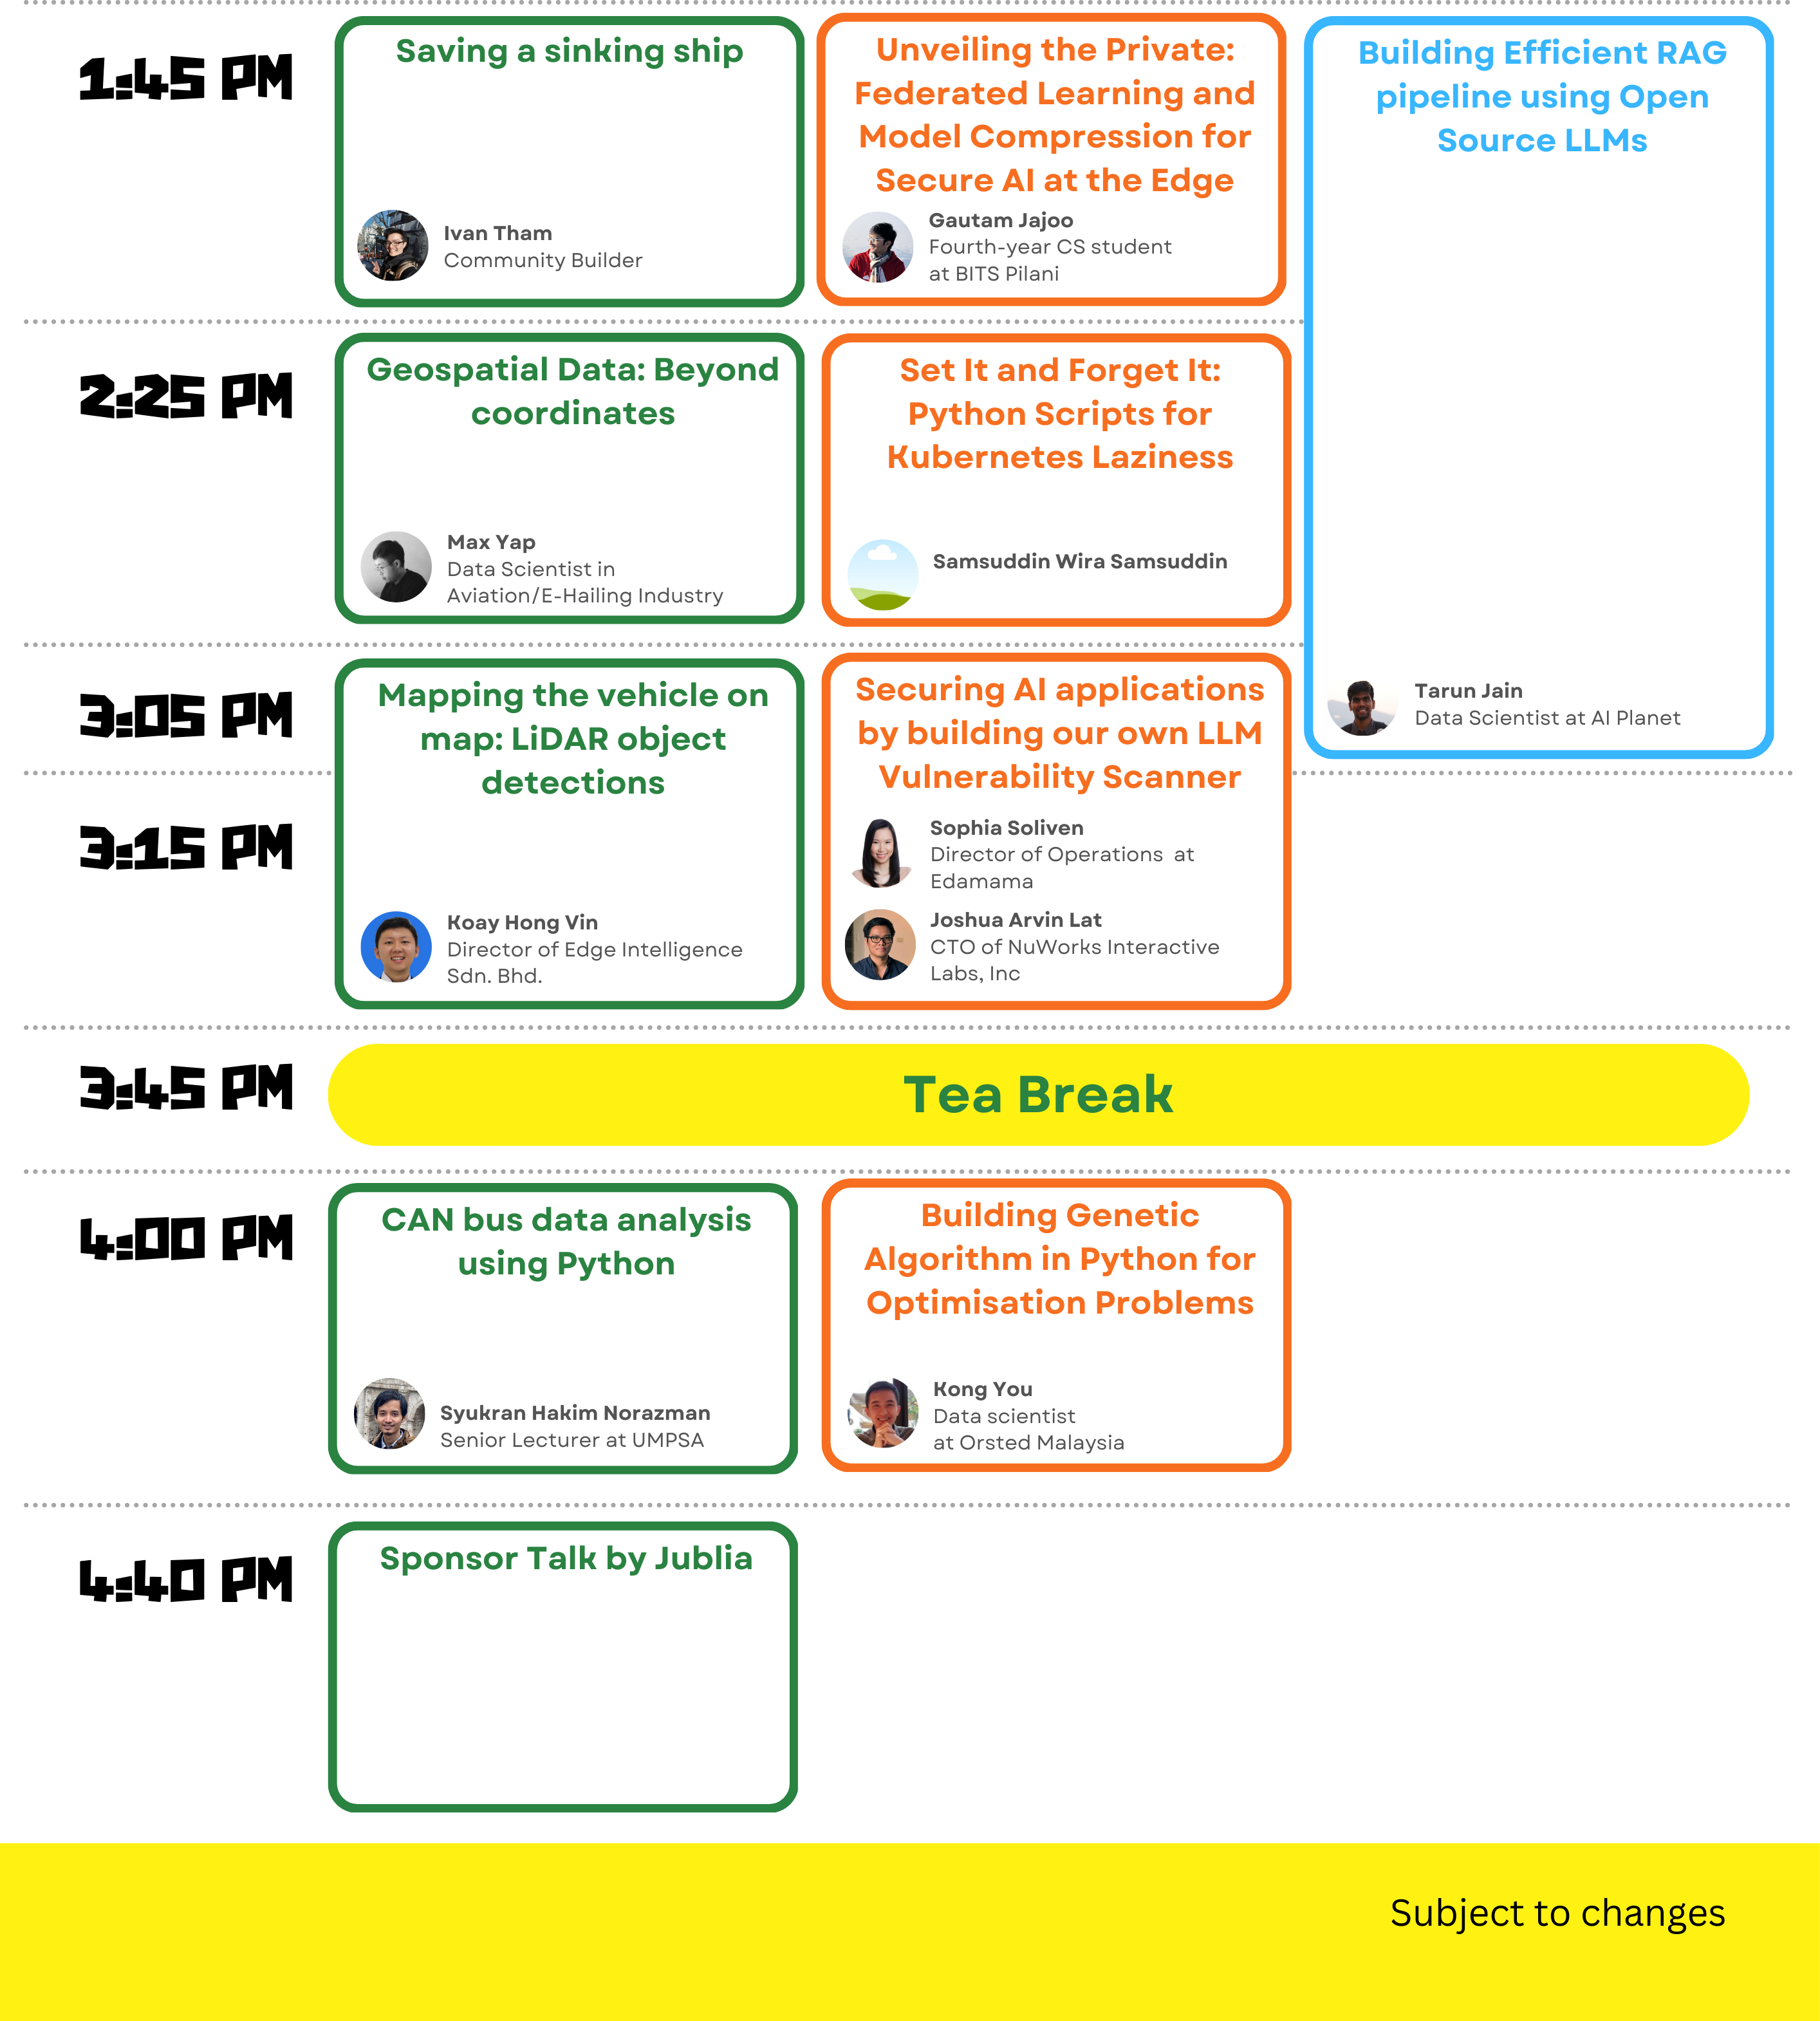 1:45 PM
Saving a sinking ship
Ivan Tham
Community Builder
Unveiling the Private:
Federated Learning and
Model Compression for
Secure AI at the Edge
Gautam Jajoo
Fourth-year CS student
at BITS Pilani
Building Efficient RAG
pipeline using Open
Source LLMs
Tarun Jain
Data Scientist at AI Planet
2:25 PM
Geospatial Data: Beyond
coordinates
Max Yap
Data Scientist in
Aviation/E-Hailing Industry
Set It and Forget It:
Python Scripts for
Kubernetes Laziness
Samsuddin Wira Samsuddin
3:05 PM
3:15 PM
Mapping the vehicle on
map: LiDAR object
detections
Koay Hong Vin
Director of Edge Intelligence
Sdn. Bhd.
Securing AI applications
by building our own LLM
Vulnerability Scanner
Sophia Soliven
Director of Operations at
Edamama
Joshua Arvin Lat
CTO of NuWorks Interactive
Labs, Inc
3:45 PM
Tea Break
4:00 PM
CAN bus data analysis
using Python
Syukran Hakim Norazman
Senior Lecturer at UMPSA
Building Genetic
Algorithm in Python for
Optimisation Problems
Kong You
Data scientist
at Orsted Malaysia
4:40 PM
Sponsor Talk by Jublia
Subject to changes